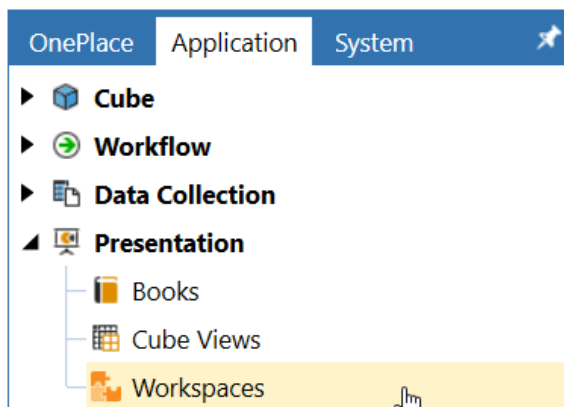 OnePlace Application System
Cube
Workflow
Data Collection
Presentation
Books
Cube Views
Workspaces